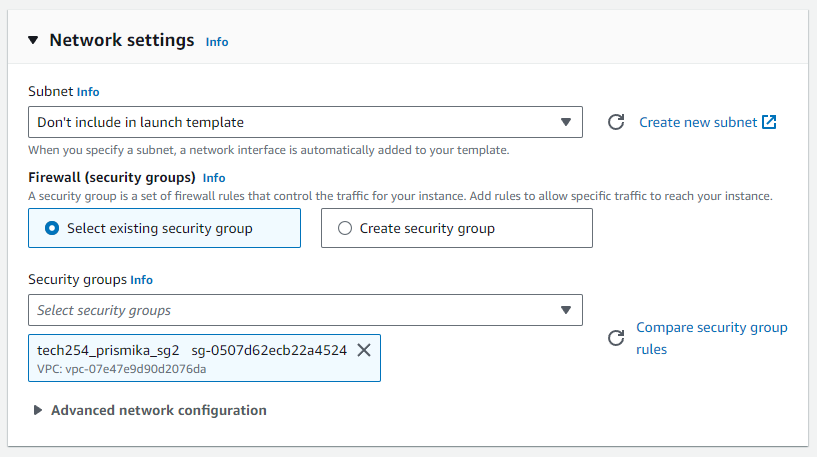 Network settings Info
Subnet Info
Don't include in launch template
Create new subnet
When you specify a subnet, a network interface is automatically added to your template.
Firewall (security groups) Info
A security group is a set of firewall rules that control the traffic for your instance. Add rules to allow specific traffic to reach your instance.
Select existing security group
Create security group
Security groups Info
Select security groups
Compare security group
rules
tech254_prismika_sg2 sg-0507d62ecb22a4524
VPC: vpc-07e47e9d90d2076da
Advanced network configuration